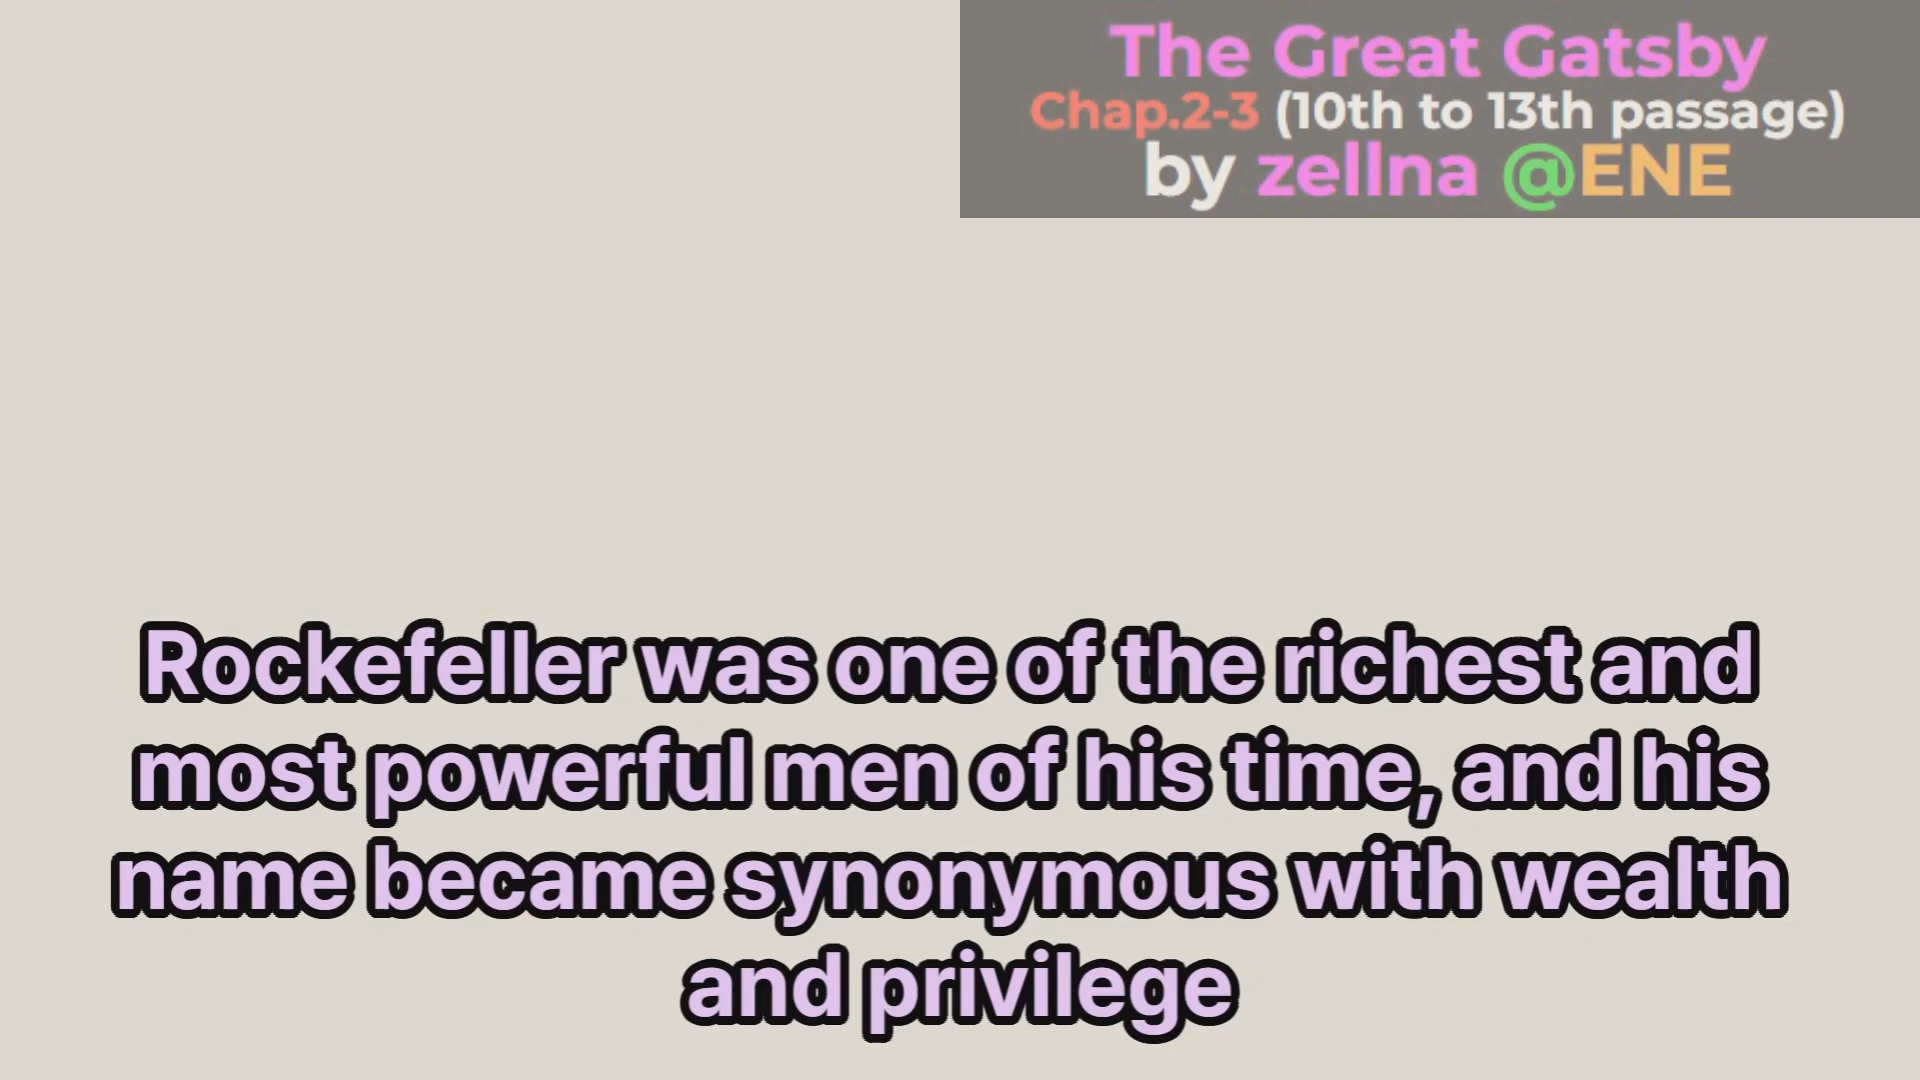 The Great Gatsby
Chap.2-3 (10th to 13th passage)
by zellna @ENE
Rockefeller was one of the richest and
most powerful men of his time, and his
name became synonymous with wealth
and privilege